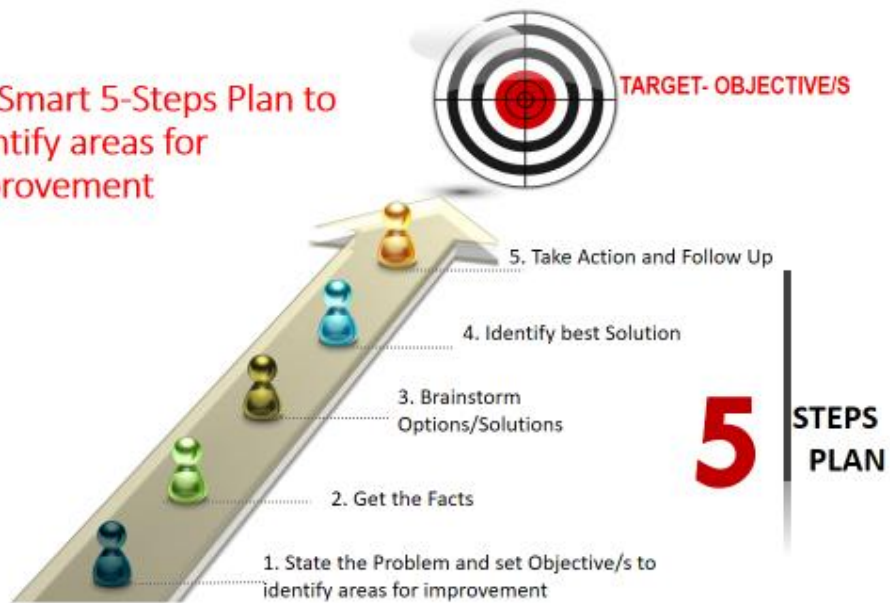 Smart 5-Steps Plan to
areas for
TARGET- OBJECTIVE/S
5. Take Action and Follow Up
4. Identify best Solution
3. Brainstorm
Options/Solutions
2. Get the Facts
1. State the Problem and set Objective/s to
identify areas for improvement
5 STEPS
PLAN